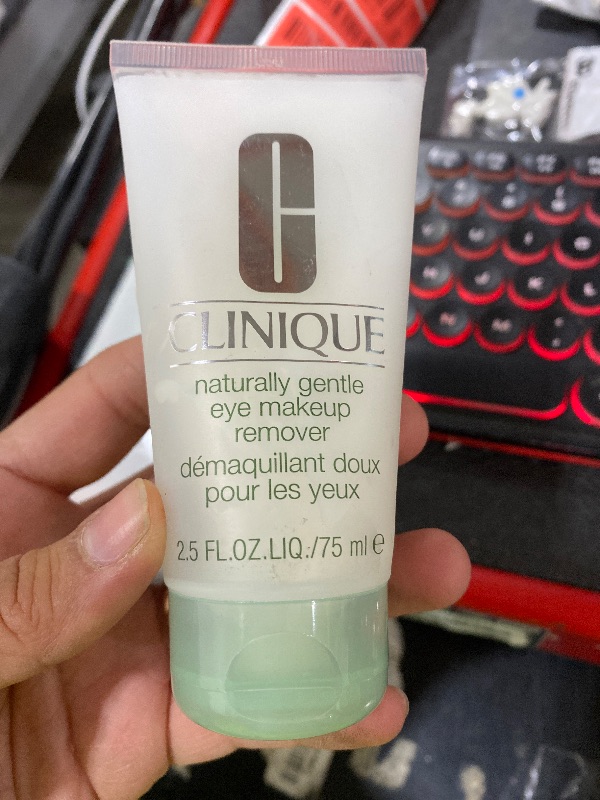 C
CLINIQUE
naturally gentle
eye makeup
remover
démaquillant doux
pour les yeux
2.5 FL.OZ.LIQ./75 ml e